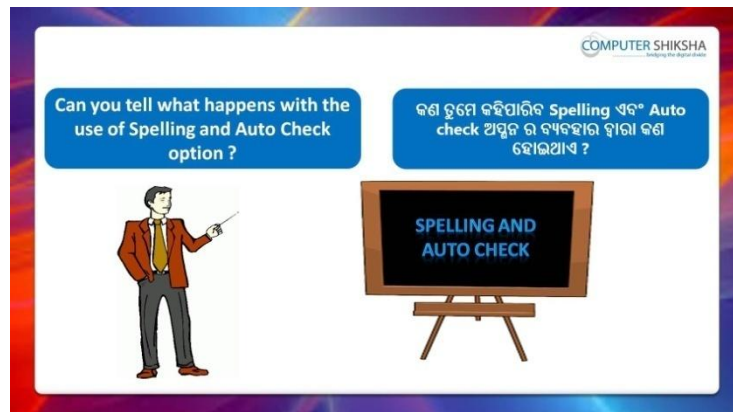 COMPUTER SHIKSHA
bridging the digital divide
Can you tell what happens with the
use of Spelling and Auto Check
option ?
କଣ ତୁମେ କହିପାରିବ Spelling ଏବଂ Auto
check ଅପ୍ସନ ର ବ୍ୟବହାର ଦ୍ୱାରା କଣ
ହୋଇଥାଏ ?
SPELLING AND
AUTO CHECK